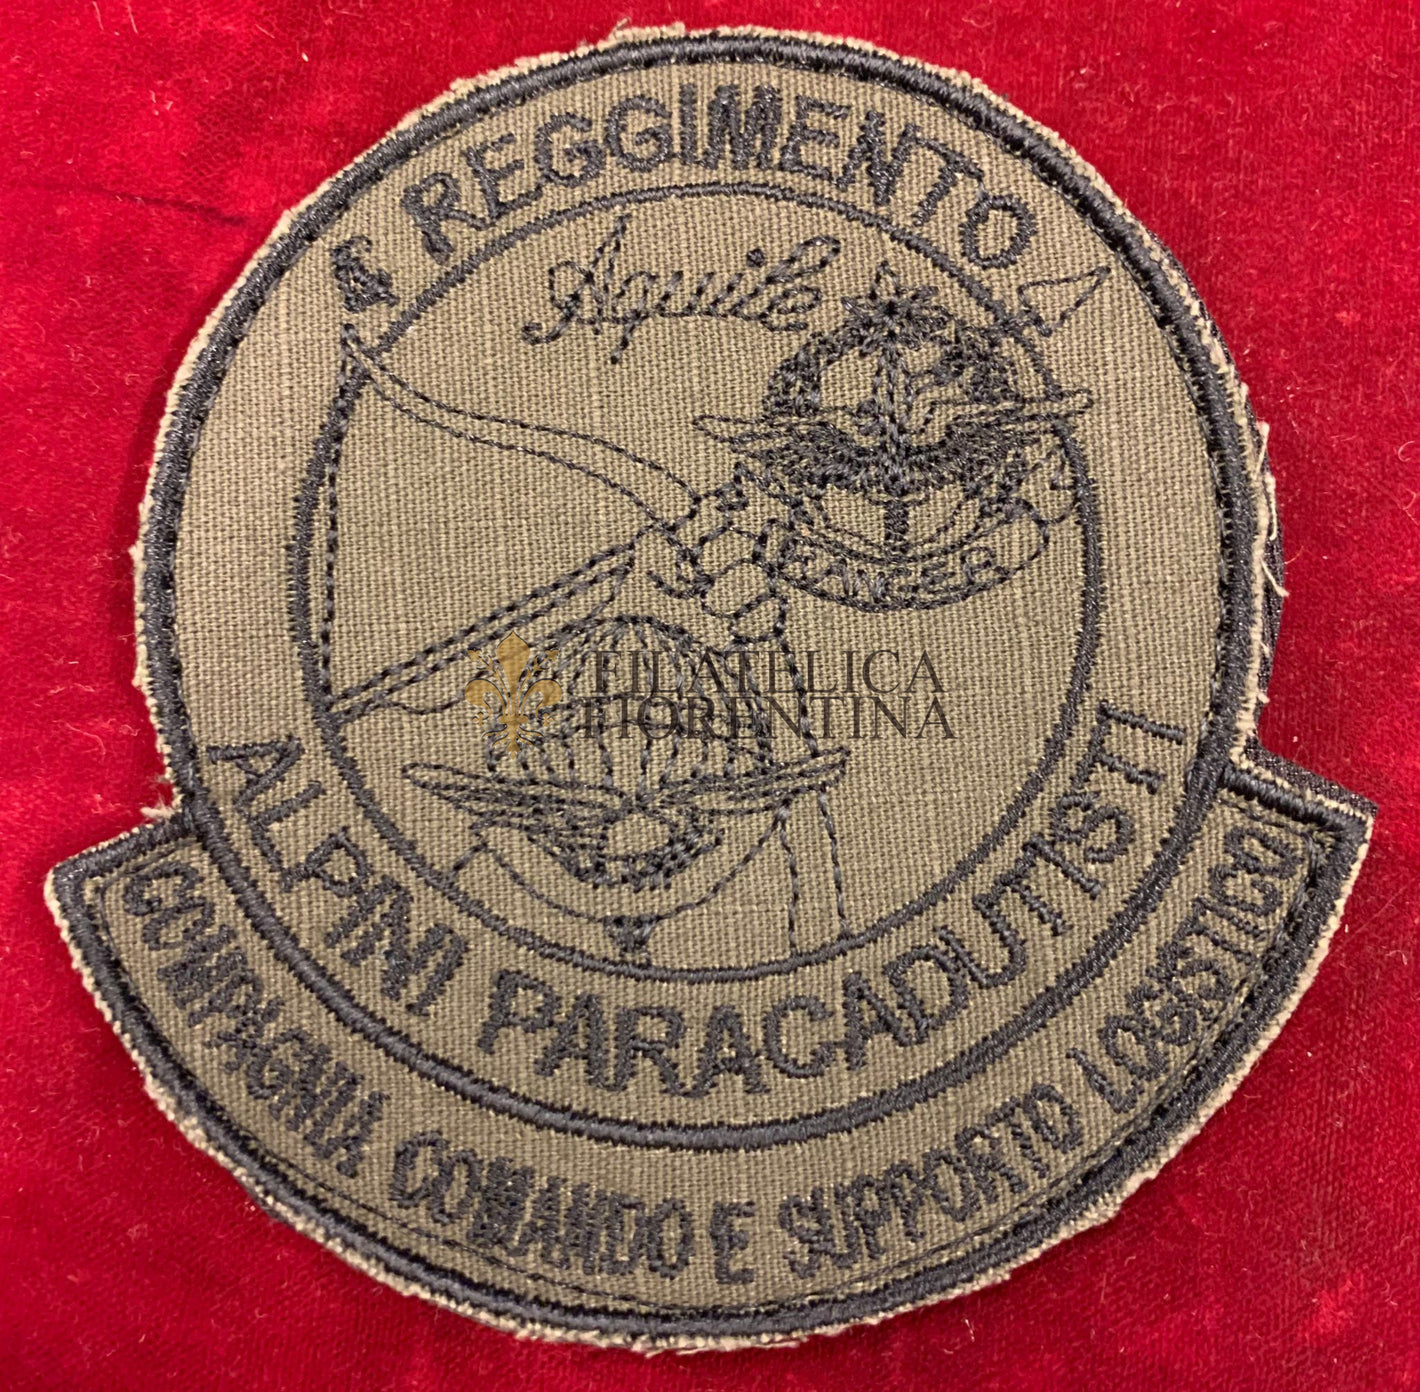 4 REGGIMENTO
Aquile
RANGER
FILATELICA
FIORENTINA
ALPINI PARACADUTISTI
COMPAGNIA COMANDO E SUPPORTO LOGISTICO